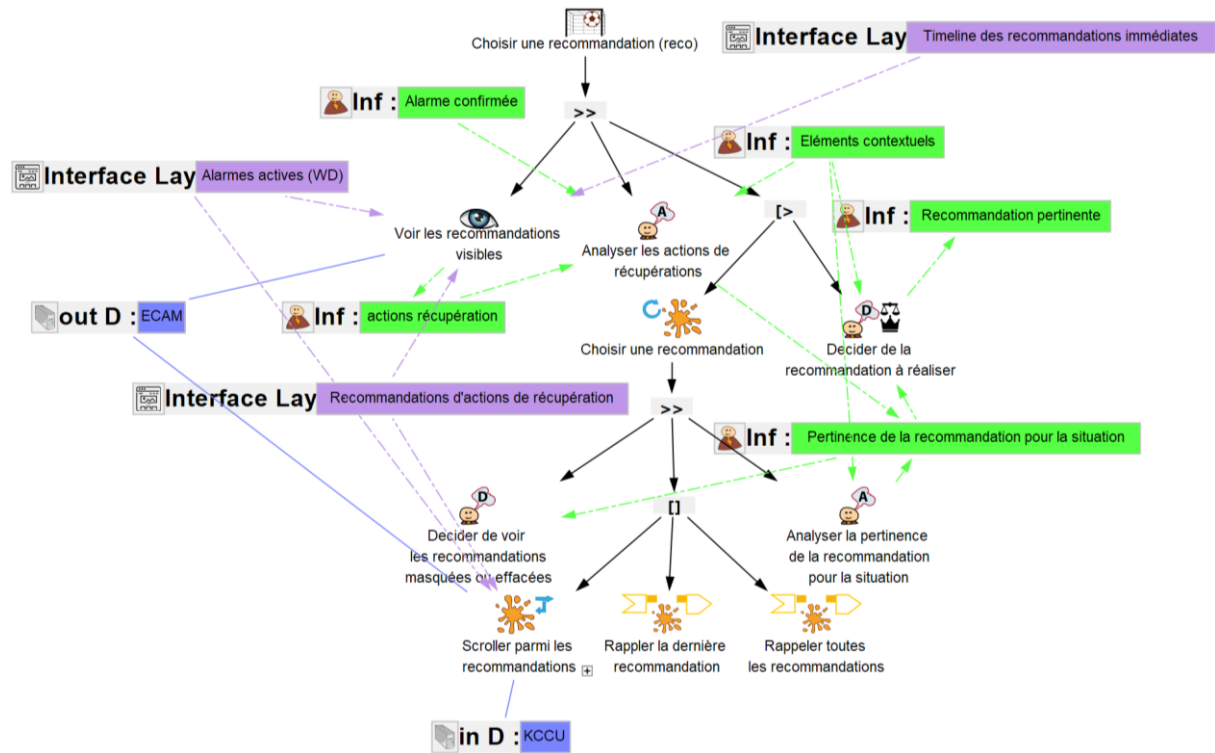 Choisir une recommandation (reco)
Interface Lay Timeline des recommandations immédiates
Inf : Alarme confirmée
>>
Inf : Eléments contextuels
Interface Lay Alarmes actives (WD)
A
[>
Inf : Recommandation pertinente
Voir les recommandations
visibles
Analyser les actions de
récupérations
out D : ECAM
Inf : actions récupération
D
Choisir une recommandation
Decider de la
recommandation à réaliser
Interface Lay Recommandations d'actions de récupération
>>
Inf : Pertinence de la recommandation pour la situation
D
[]
A
Decider de voir
les recommandations
masquées ou effacées
Analyser la pertinence
de la recommandation
pour la situation
Scroller parmi les
recommandations
Rappler la dernière
recommandation
Rappeler toutes
les recommandations
in D : KCCU